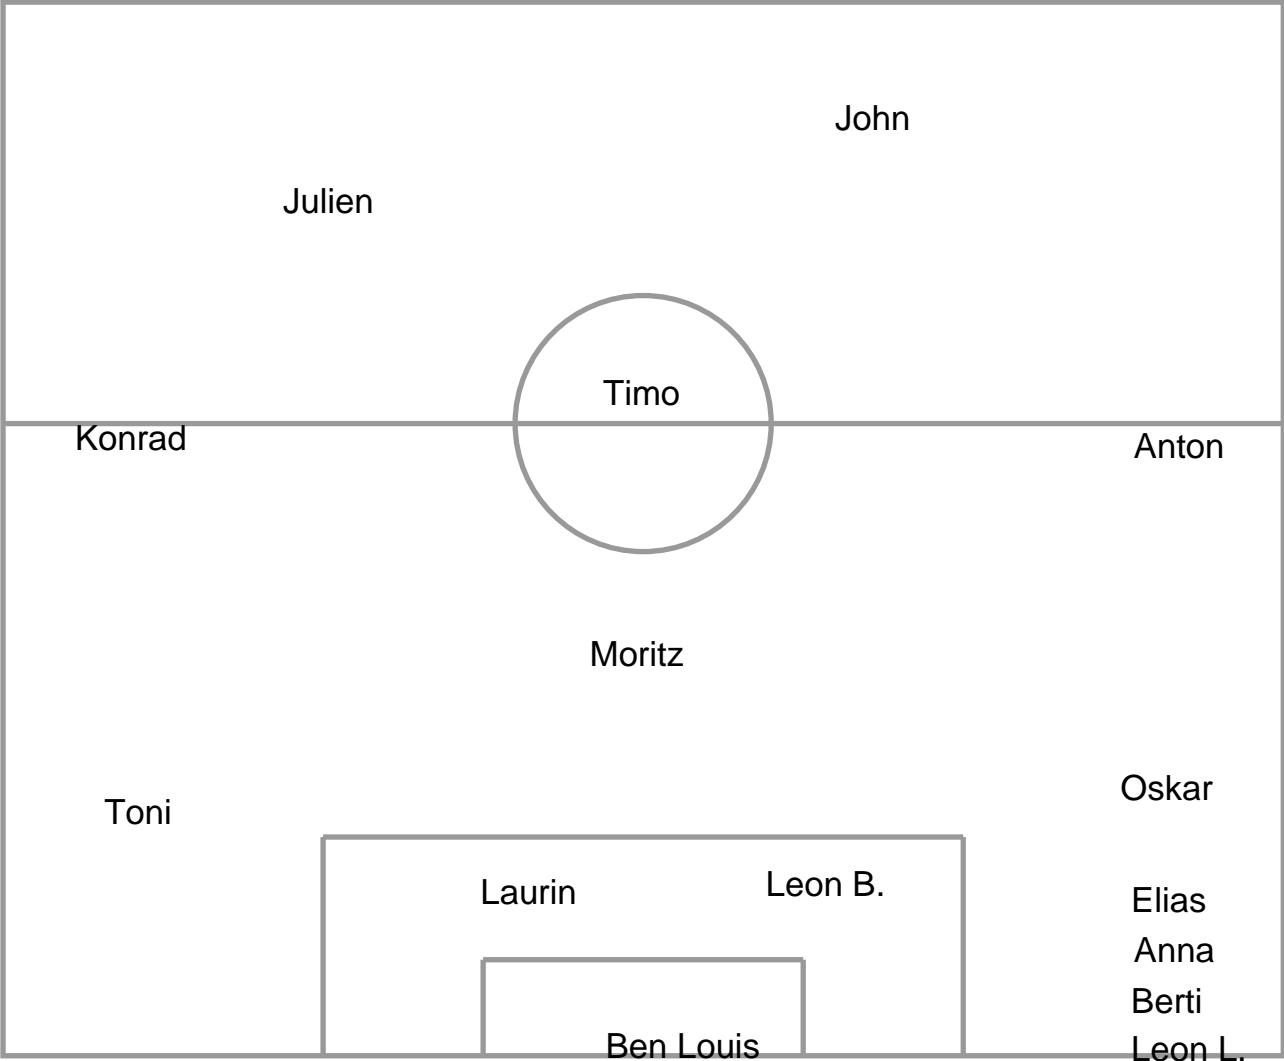 John
Julien
Timo
Konrad
Anton
Moritz
Oskar
Toni
Leon B.
Laurin
Elias
Anna
Berti
Ben Louis
Leon L.